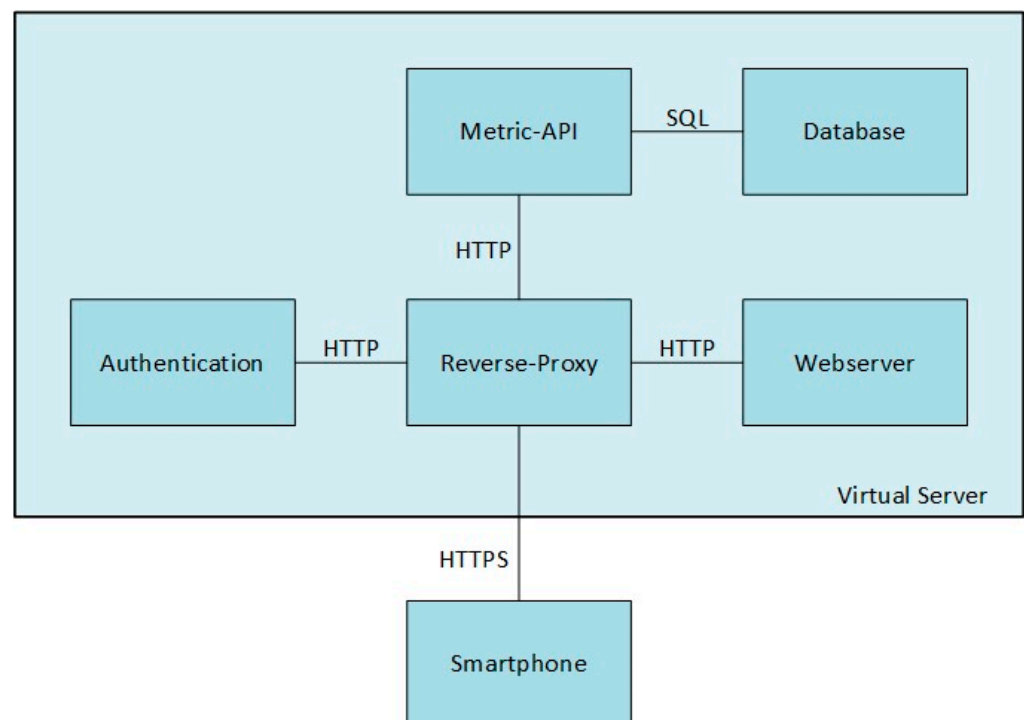 Metric-API
SQL
Database
HTTP
Authentication
HTTP
Reverse-Proxy
HTTP
Webserver
Virtual Server
HTTPS
Smartphone